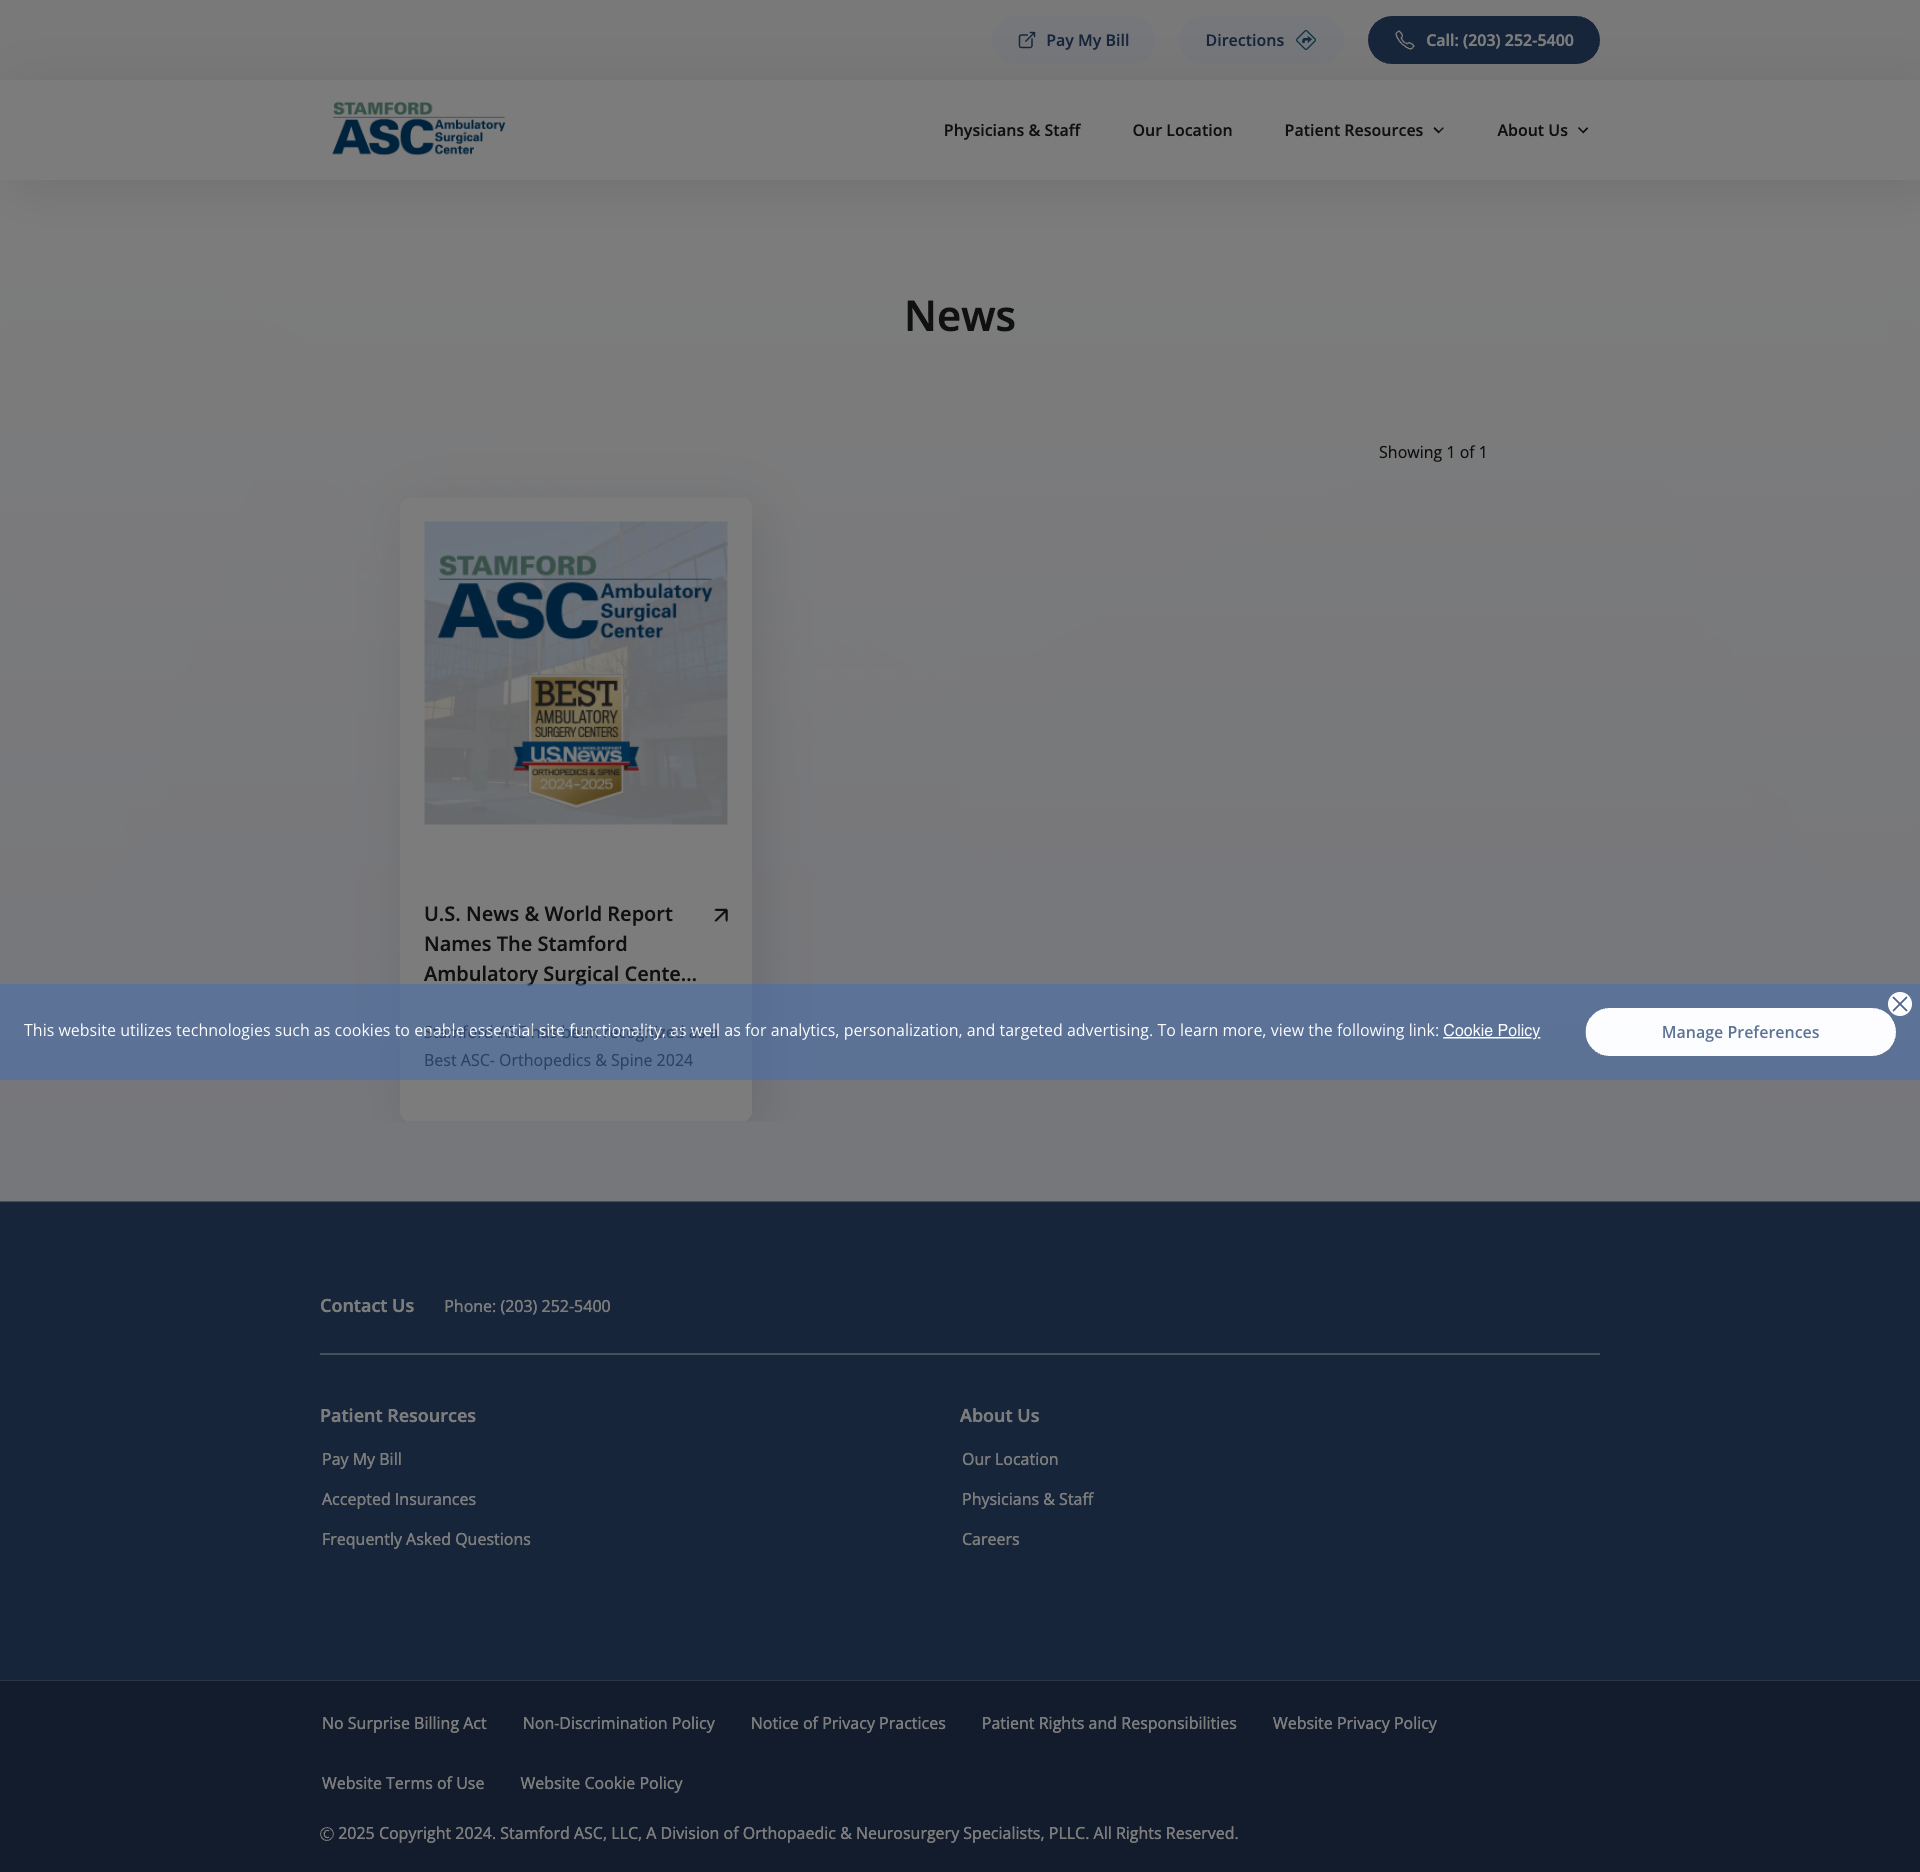 Pay My Bill
Directions
Call: (203) 252-5400
STAMFORD
ASC Ambulatory
Surgical
Center
Physicians & Staff
Our Location
Patient Resources
About Us
News
Showing 1 of 1
STAMFORD
ASC Ambulatory
Surgical
Center
BEST
AMBULATORY
SURGERY CENTERS
U.S.News
& WORLD REPORT
ORTHOPEDICS & SPINE
2024-2025
U.S. News & World Report
Names The Stamford
Ambulatory Surgical Cente...
This website utilizes technologies such as cookies to enable essential site functionality, as well as for analytics, personalization, and targeted advertising. To learn more, view the following link: Cookie Policy
Manage Preferences
Best ASC- Orthopedics & Spine 2024
Contact Us
Phone: (203) 252-5400
Patient Resources
About Us
Pay My Bill
Our Location
Accepted Insurances
Physicians & Staff
Frequently Asked Questions
Careers
No Surprise Billing Act
Non-Discrimination Policy
Notice of Privacy Practices
Patient Rights and Responsibilities
Website Privacy Policy
Website Terms of Use
Website Cookie Policy
© 2025 Copyright 2024. Stamford ASC, LLC, A Division of Orthopaedic & Neurosurgery Specialists, PLLC. All Rights Reserved.